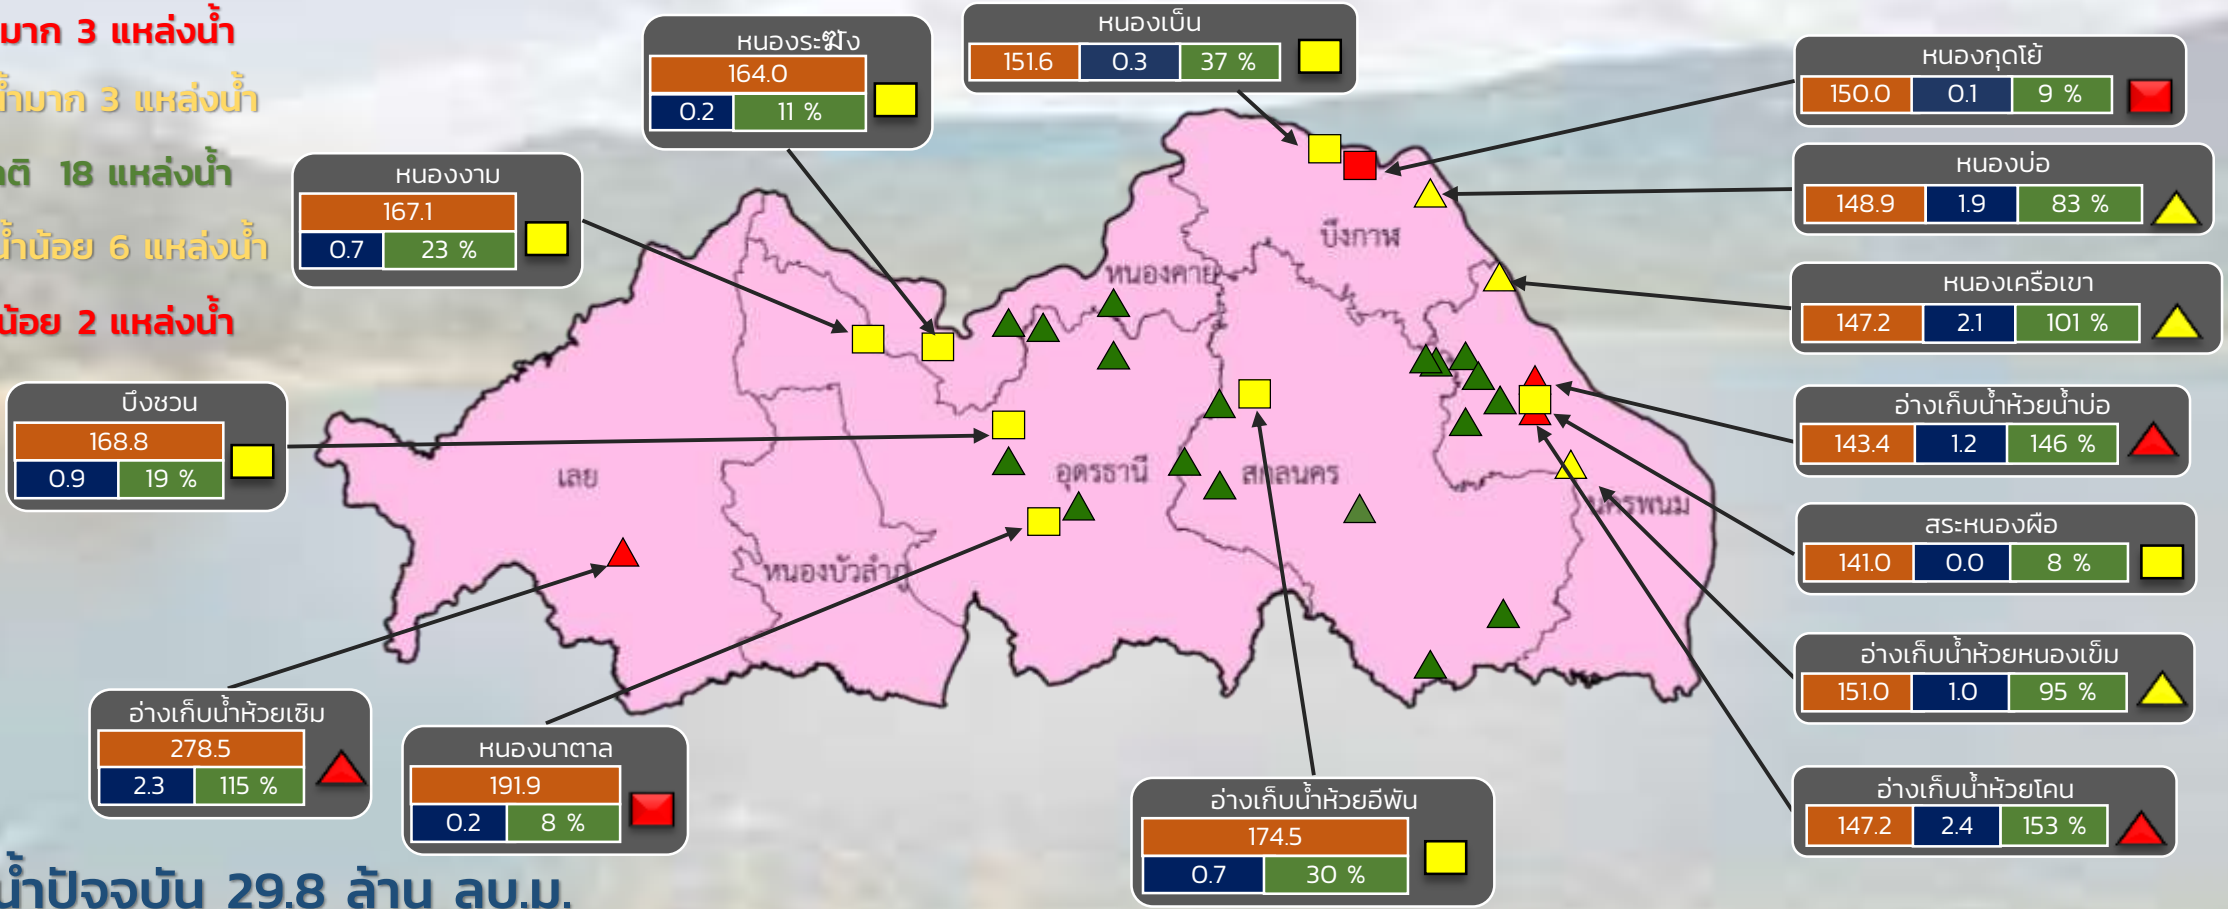 มาก 3 แหล่งน้ำ
น้ำมาก 3 แหล่งน้ำ
18 แหล่งน้ำ
น้ำน้อย 6 แหล่งน้ำ
น้อย 2 แหล่งน้ำ
หนองระฆัง
164.0
0.2 11 %
หนองเบ็น
151.6 0.3 37 %
หนองกุดโย้
150.0 0.1 9 %
หนองงาม
167.1
0.7 23 %
หนองบ่อ
148.9 1.9 83 %
หนองเครือเขา
147.2 2.1 101 %
บึงชวน
168.8
0.9 19 %
อ่างเก็บน้ำห้วยน้ำบ่อ
143.4 1.2 146 %
สระหนองผือ
141.0 0.0 8 %
อ่างเก็บน้ำห้วยหนองเข็ม
151.0 1.0 95 %
อ่างเก็บน้ำห้วยโคน
147.2 2.4 153 %
บึงกาฬ
หนองคาย
เลย
อุดรธานี
สกลนคร
นครพนม
หนองบัวลำภู
อ่างเก็บน้ำห้วยเซิม
278.5
2.3 115 %
หนองนาตาล
191.9
0.2 8 %
อ่างเก็บน้ำห้วยอีพัน
174.5
0.7 30 %
น้ำปัจจุบัน 29.8 ล้าน ลบ.ม.